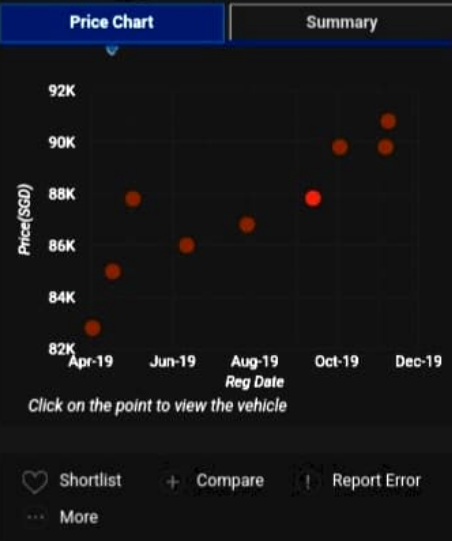 Price Chart
Summary
92K
90K
88K
86K
84K
82K
Price(SGD)
Apr-19 Jun-19 Aug-19 Oct-19 Dec-19
Reg Date
Click on the point to view the vehicle
Shortlist + Compare ! Report Error
··· More